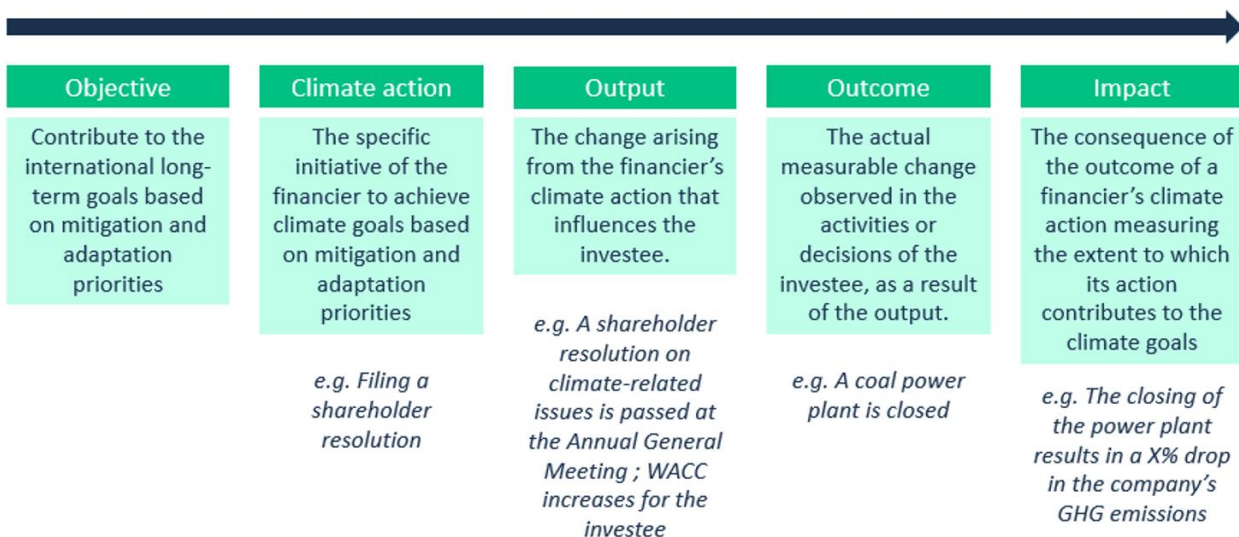 Objective
Contribute to the
international long-
term goals based
on mitigation and
adaptation
priorities
Climate action
The specific
initiative of the
financier to achieve
climate goals based
on mitigation and
adaptation
priorities
e.g. Filing a
shareholder
resolution
Output
The change arising
from the financier’s
climate action that
influences the
investee.
e.g. A shareholder
resolution on
climate-related
issues is passed at
the Annual General
Meeting ; WACC
increases for the
investee
Outcome
The actual
measurable change
observed in the
activities or
decisions of the
investee, as a result
of the output.
e.g. A coal power
plant is closed
Impact
The consequence of
the outcome of a
financier’s climate
action measuring
the extent to which
its action
contributes to the
climate goals
e.g. The closing of
the power plant
results in a X% drop
in the company’s
GHG emissions